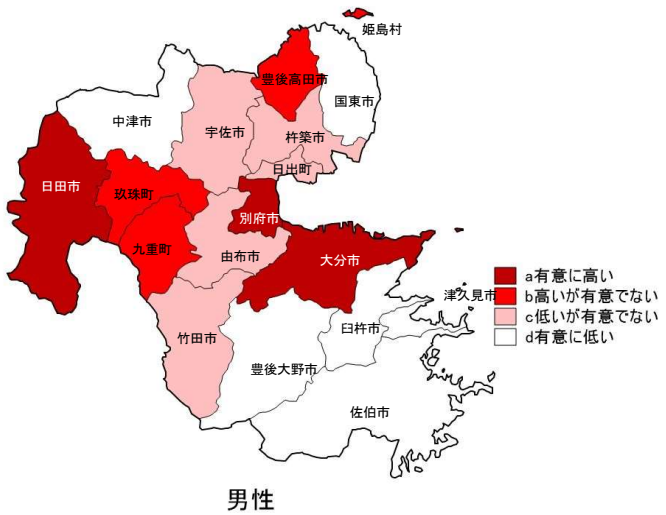 姫島村
豊後高田市
国東市
中津市
宇佐市
杵築市
日出町
日田市
玖珠町
別府市
九重町
由布市
大分市
a有意に高い
津久見市
b高いが有意でない
c低いが有意でない
臼杵市
d有意に低い
竹田市
豊後大野市
佐伯市
男性